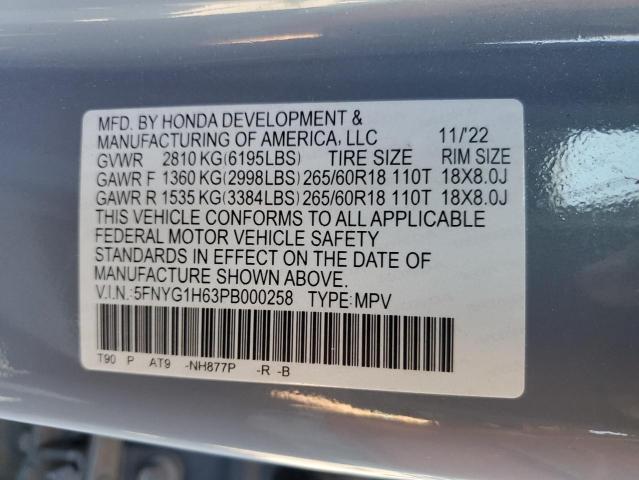 MFD. BY HONDA DEVELOPMENT &
MANUFACTURING OF AMERICA, LLC 11/'22
GVWR 2810 KG(6195LBS) TIRE SIZE RIM SIZE
GAWR F 1360 KG(2998LBS) 265/60R18 110T 18X8.0J
GAWR R 1535 KG(3384LBS) 265/60R18 110T 18X8.0J
THIS VEHICLE CONFORMS TO ALL APPLICABLE
FEDERAL MOTOR VEHICLE SAFETY
STANDARDS IN EFFECT ON THE DATE OF
MANUFACTURE SHOWN ABOVE.
V.I.N.:5FNYG1H63PB000258 TYPE:MPV
T90 P AT9 -NH877P -R -B